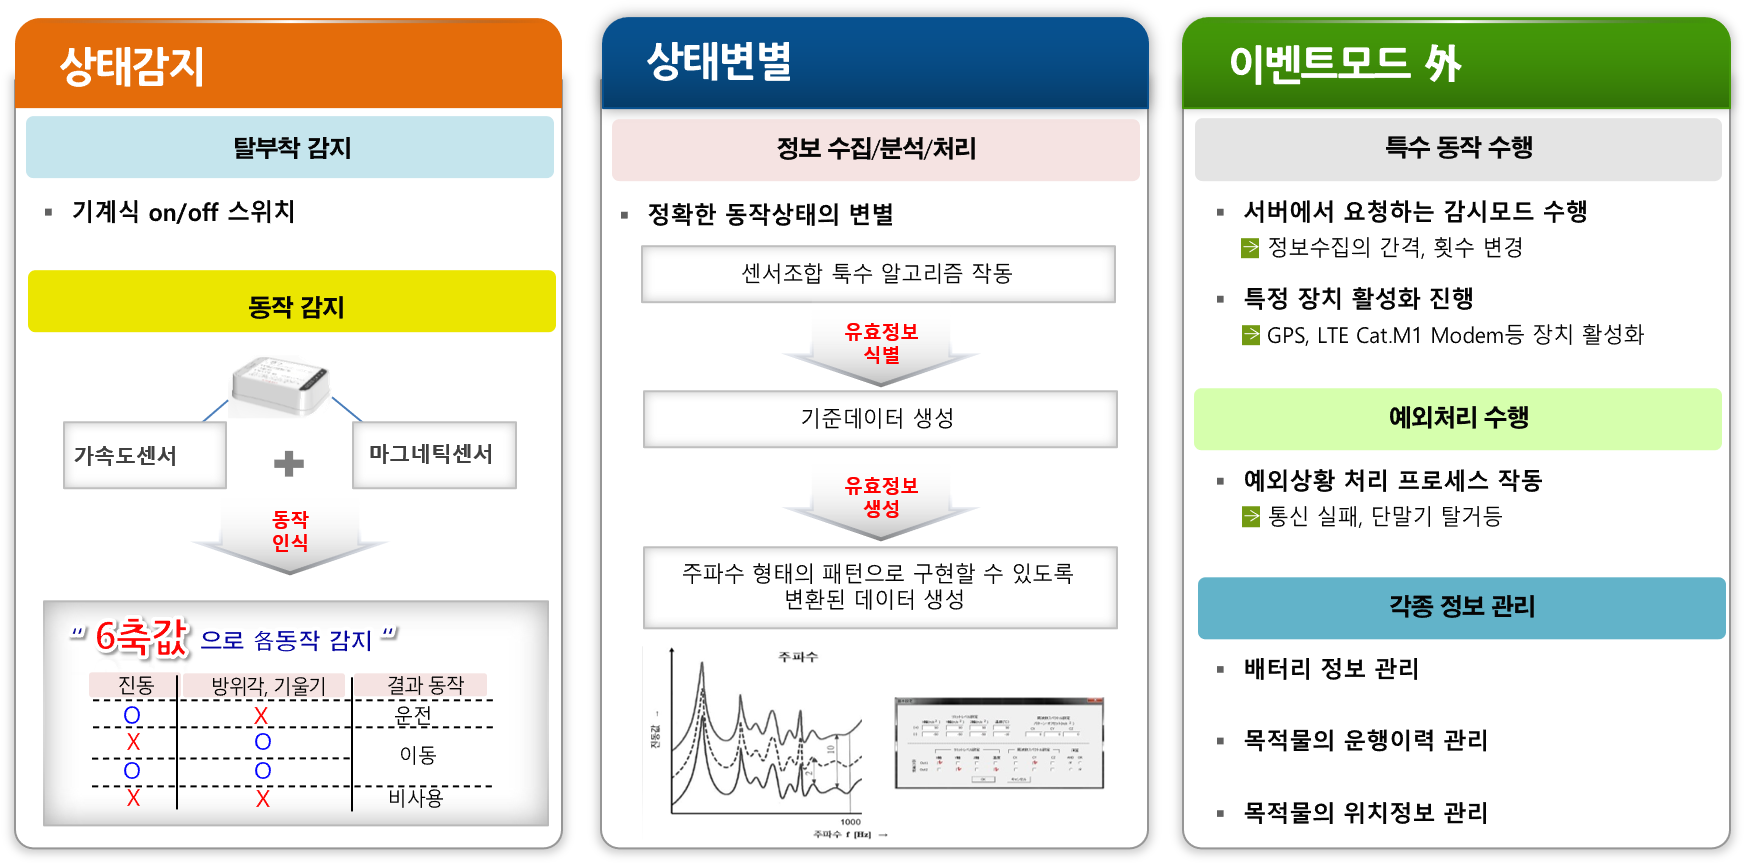 상태감지
탈부착 감지
▪ 기계식 on/off 스위치
동작 감지
가속도센서
마그네틱센서
동작
인식
“ 6축값 으로 各동작 감지 “
진동 방위각, 기울기 결과 동작
O X 운전
X O
이동
O O
X X 비사용
상태변별
정보 수집/분석/처리
▪ 정확한 동작상태의 변별
센서조합 툭수 알고리즘 작동
유효정보
식별
기준데이터 생성
유효정보
생성
주파수 형태의 패턴으로 구현할 수 있도록
변환된 데이터 생성
주파수
진동값 →
10
2
1000
주파수 f [Hz] →
이벤트모드 外
특수 동작 수행
▪ 서버에서 요청하는 감시모드 수행
→ 정보수집의 간격, 횟수 변경
▪ 특정 장치 활성화 진행
→ GPS, LTE Cat.M1 Modem등 장치 활성화
예외처리 수행
▪ 예외상황 처리 프로세스 작동
→ 통신 실패, 단말기 탈거등
각종 정보 관리
▪ 배터리 정보 관리
▪ 목적물의 운행이력 관리
▪ 목적물의 위치정보 관리